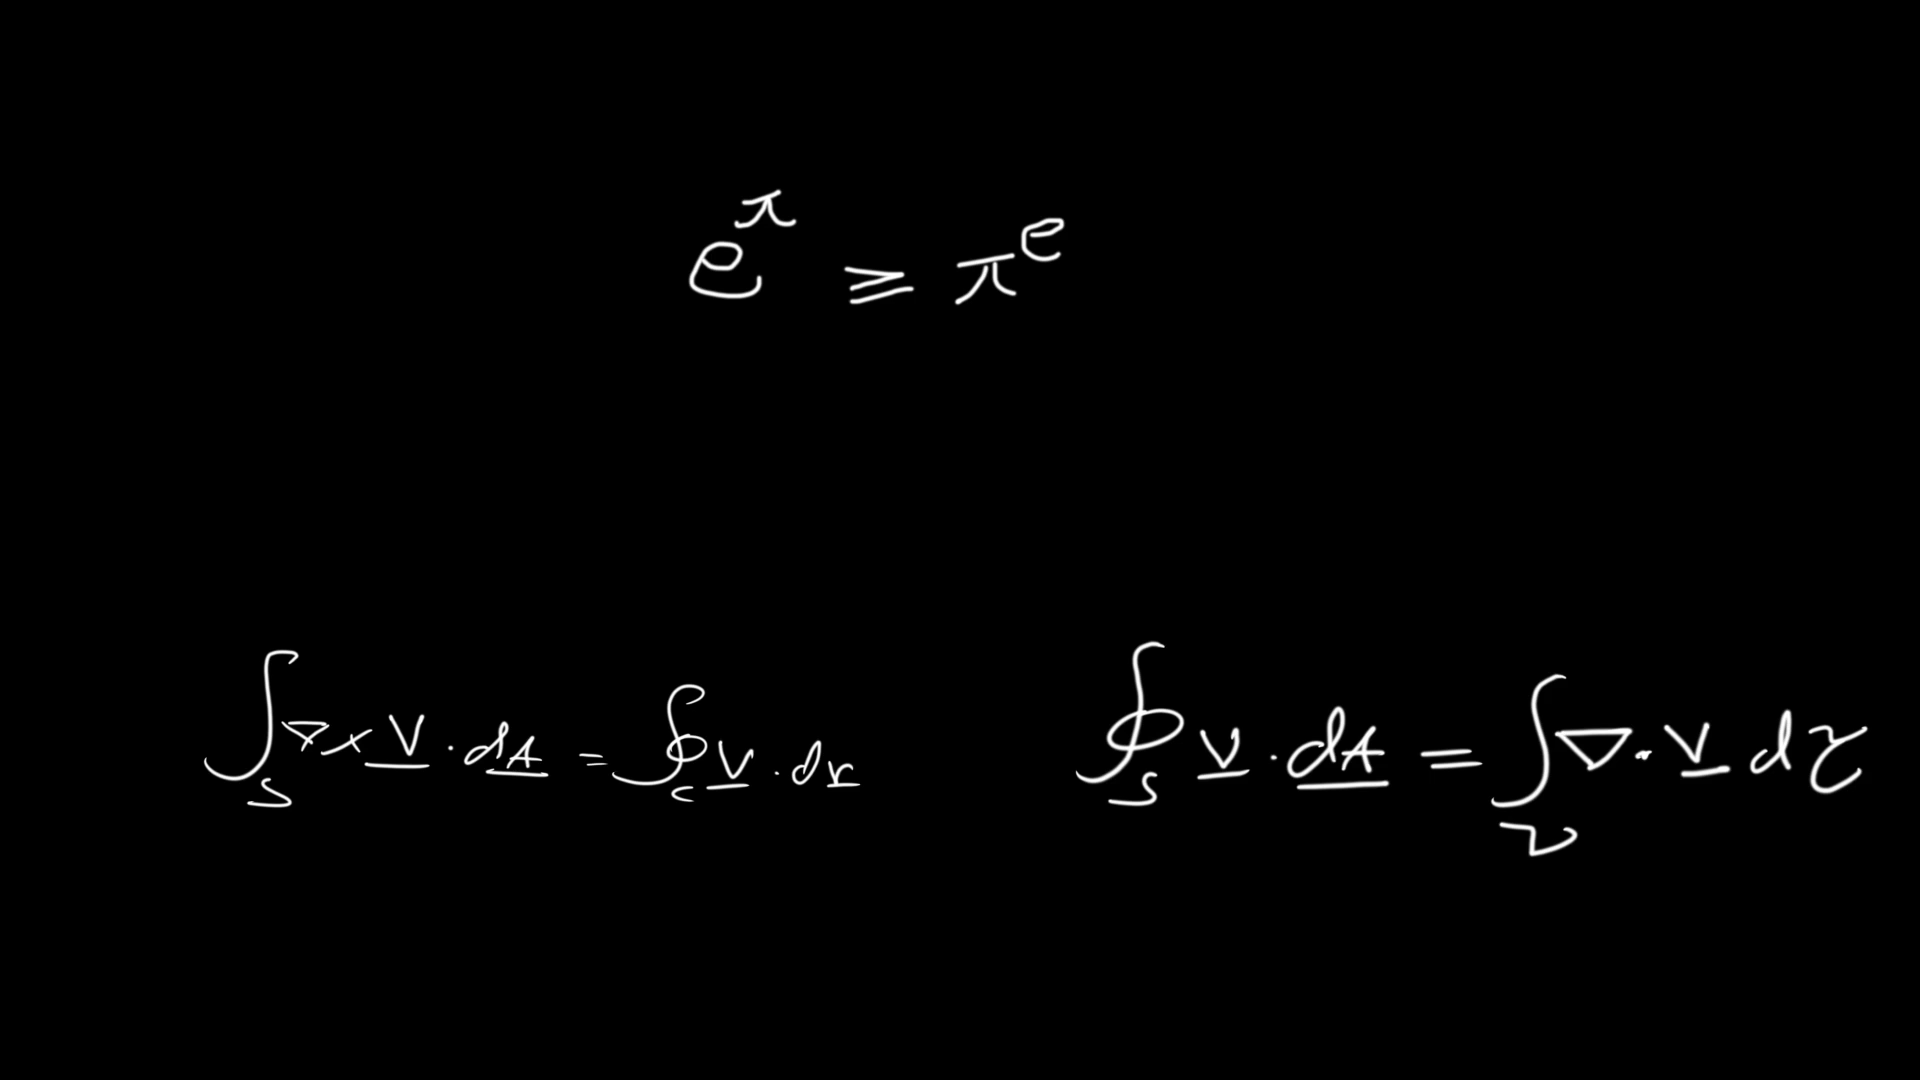 e^π ≥ π^e
∫_S ∇ × V · dA = ∮_C V · dr
∮_S V · dA = ∫_V ∇ · V dτ